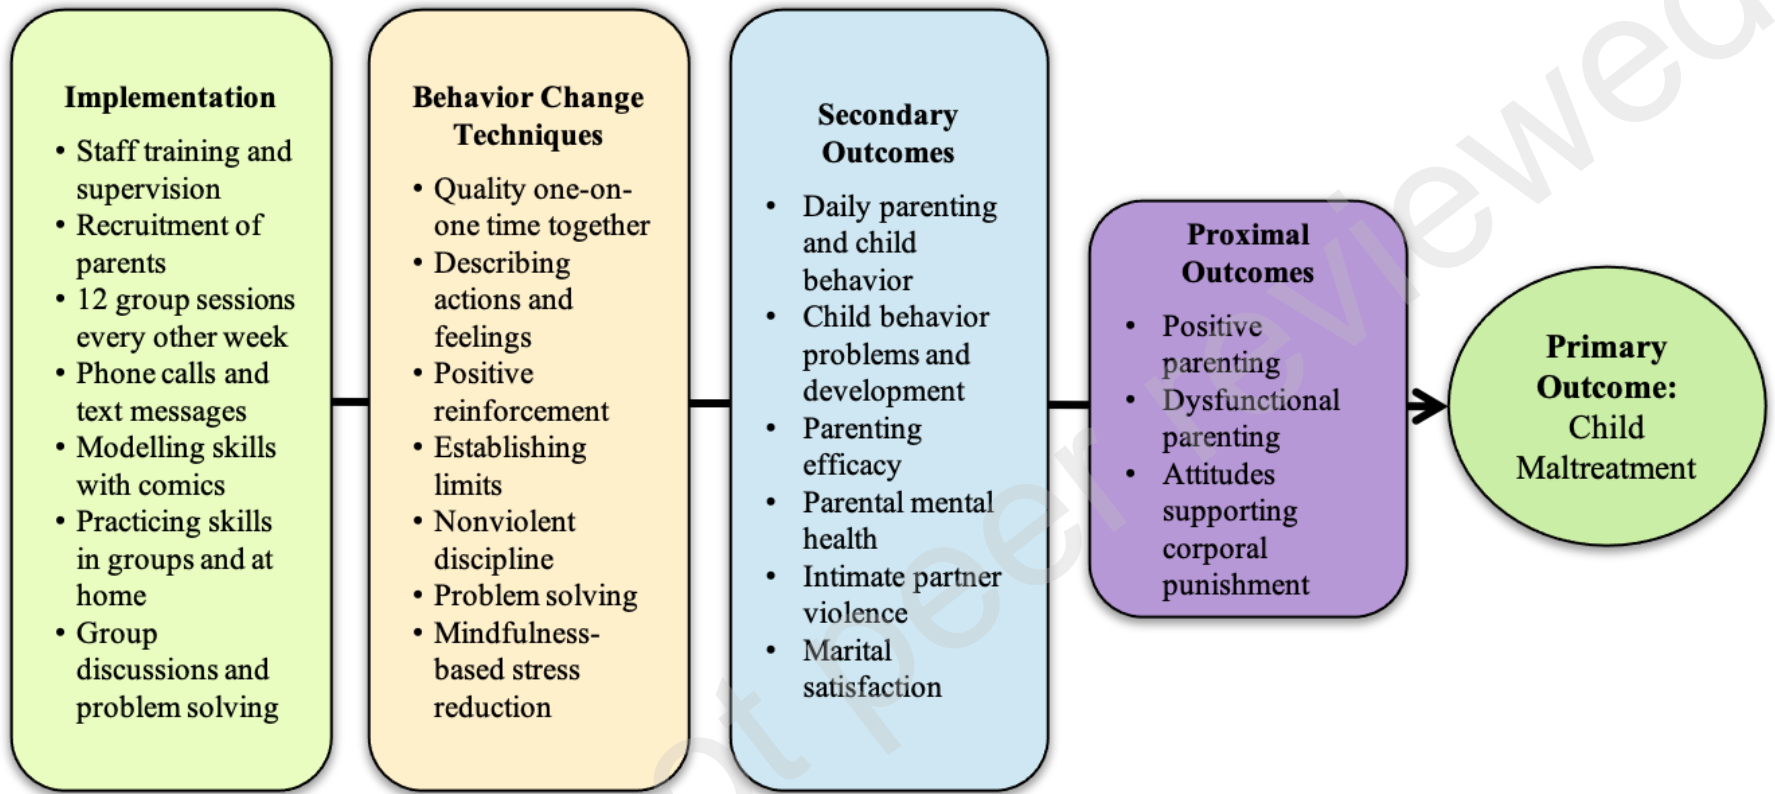 Implementation
• Staff training and
supervision
• Recruitment of
parents
• 12 group sessions
every other week
• Phone calls and
text messages
• Modelling skills
with comics
• Practicing skills
in groups and at
home
• Group
discussions and
problem solving
Behavior Change
Techniques
• Quality one-on-
one time together
• Describing
actions and
feelings
• Positive
reinforcement
• Establishing
limits
• Nonviolent
discipline
• Problem solving
• Mindfulness-
based stress
reduction
Secondary
Outcomes
• Daily parenting
and child
behavior
• Child behavior
problems and
development
• Parenting
efficacy
• Parental mental
health
• Intimate partner
violence
• Marital
satisfaction
Proximal
Outcomes
• Positive
parenting
• Dysfunctional
parenting
• Attitudes
supporting
corporal
punishment
Primary
Outcome:
Child
Maltreatment
ot peer reviewed